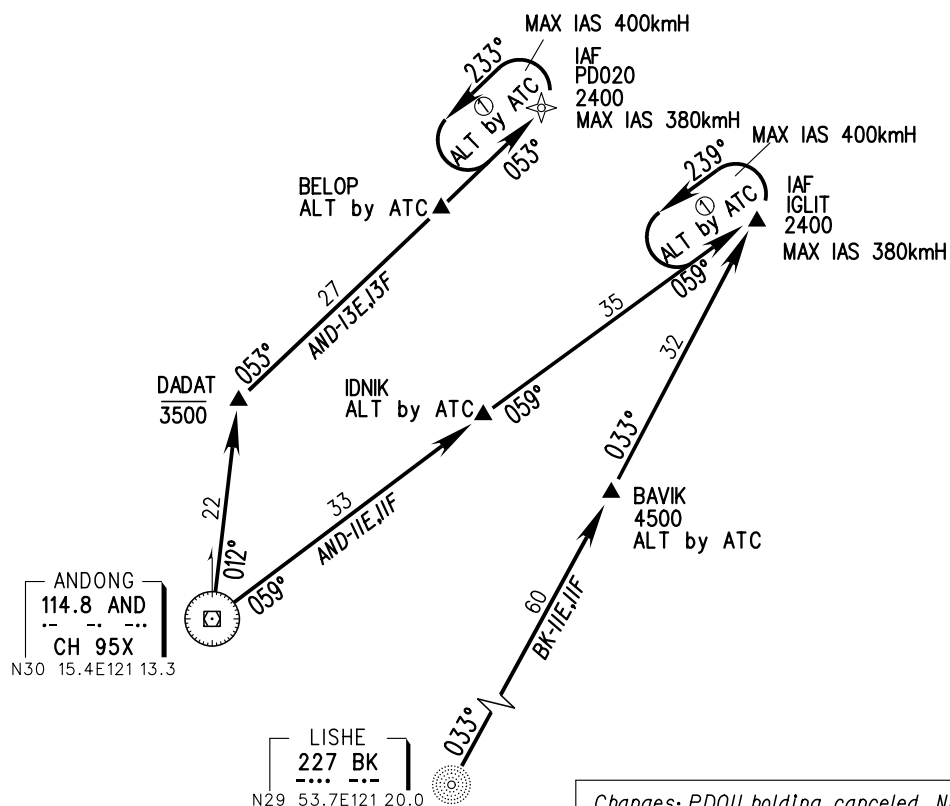 MAX IAS 400kmH
233°
IAF
PD020
2400
MAX IAS 380kmH
1
ALT by ATC
053°
MAX IAS 400kmH
239°
IAF
IGLIT
2400
MAX IAS 380kmH
1
ALT by ATC
059°
BELOP
ALT by ATC
27
AND-13E,13F
35
32
053°
DADAT
3500
IDNIK
ALT by ATC
059°
033°
22
33
AND-11E,11F
BAVIK
4500
ALT by ATC
012°
059°
ANDONG
114.8 AND
·– –· –··
CH 95X
N30 15.4E121 13.3
60
BK-11E,11F
033°
LISHE
227 BK
–··· –·–
N29 53.7E121 20.0
Changes: PD011 holding canceled